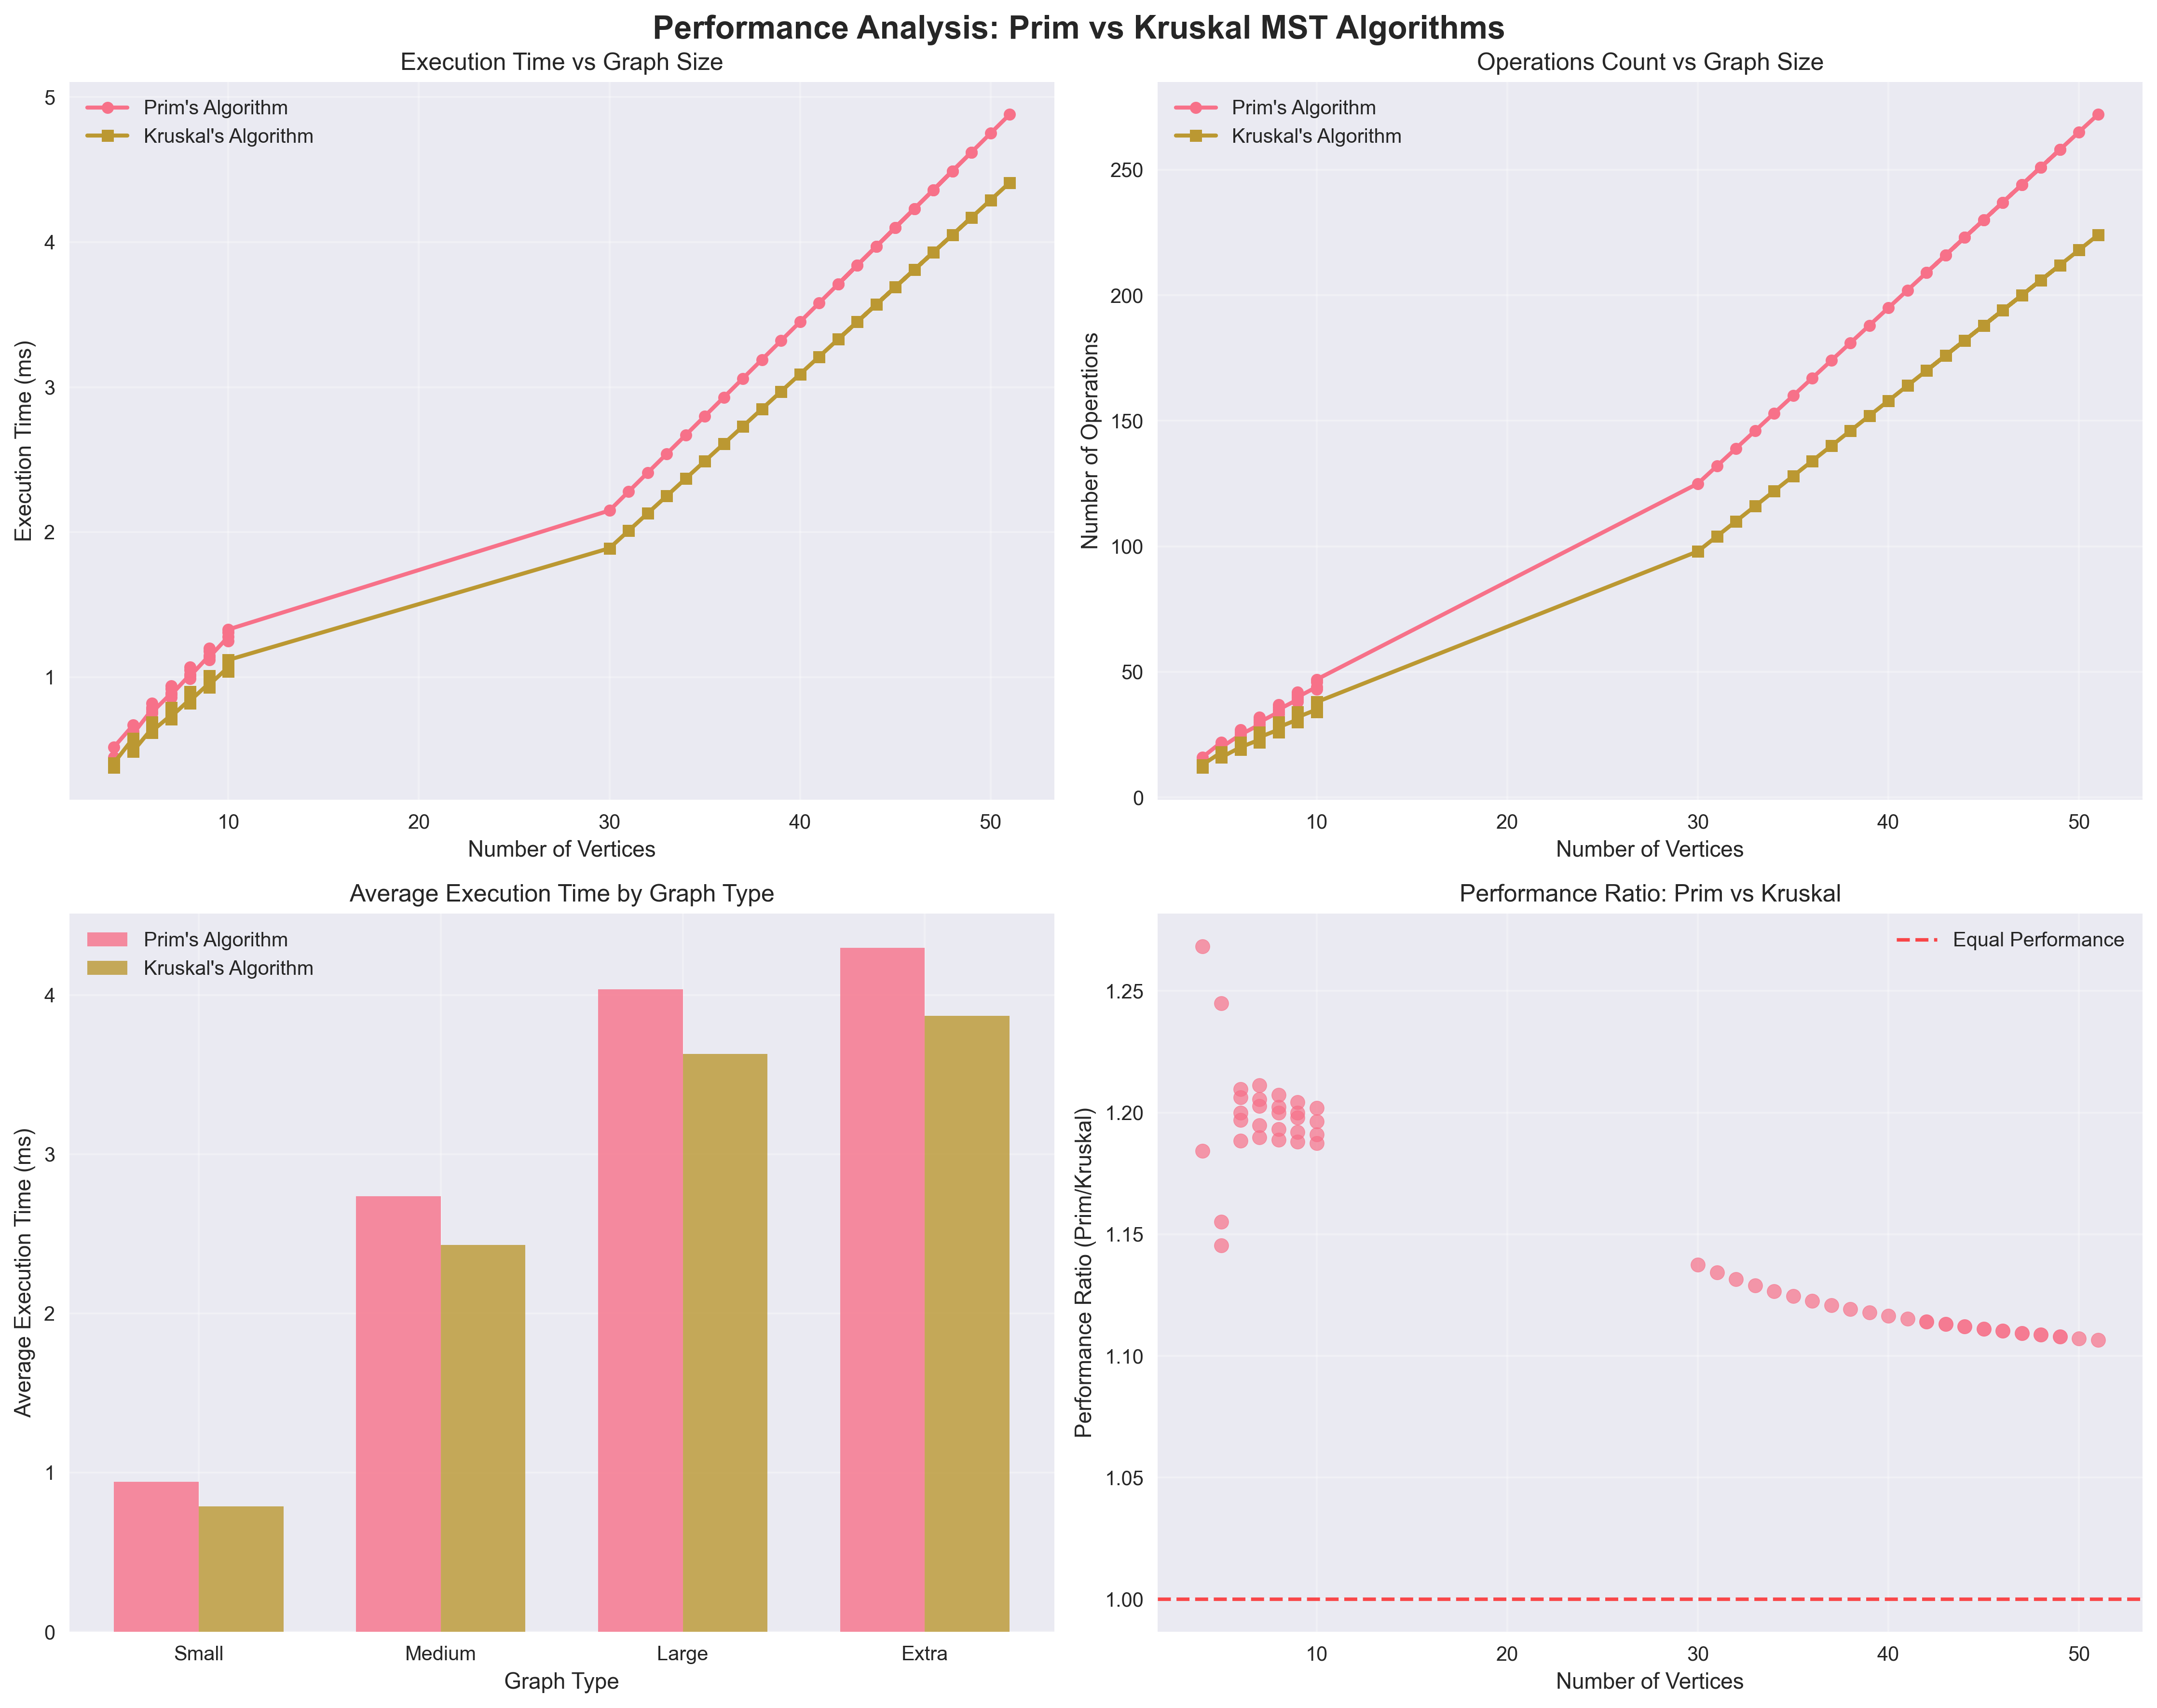 Performance Analysis: Prim vs Kruskal MST Algorithms
Execution Time vs Graph Size
Prim's Algorithm
Kruskal's Algorithm
Execution Time (ms)
5
4
3
2
1
10 20 30 40 50
Number of Vertices
Operations Count vs Graph Size
Prim's Algorithm
Kruskal's Algorithm
Number of Operations
250
200
150
100
50
0
10 20 30 40 50
Number of Vertices
Average Execution Time by Graph Type
Prim's Algorithm
Kruskal's Algorithm
Average Execution Time (ms)
4
3
2
1
0
Small Medium Large Extra
Graph Type
Performance Ratio: Prim vs Kruskal
Equal Performance
Performance Ratio (Prim/Kruskal)
1.25
1.20
1.15
1.10
1.05
1.00
10 20 30 40 50
Number of Vertices